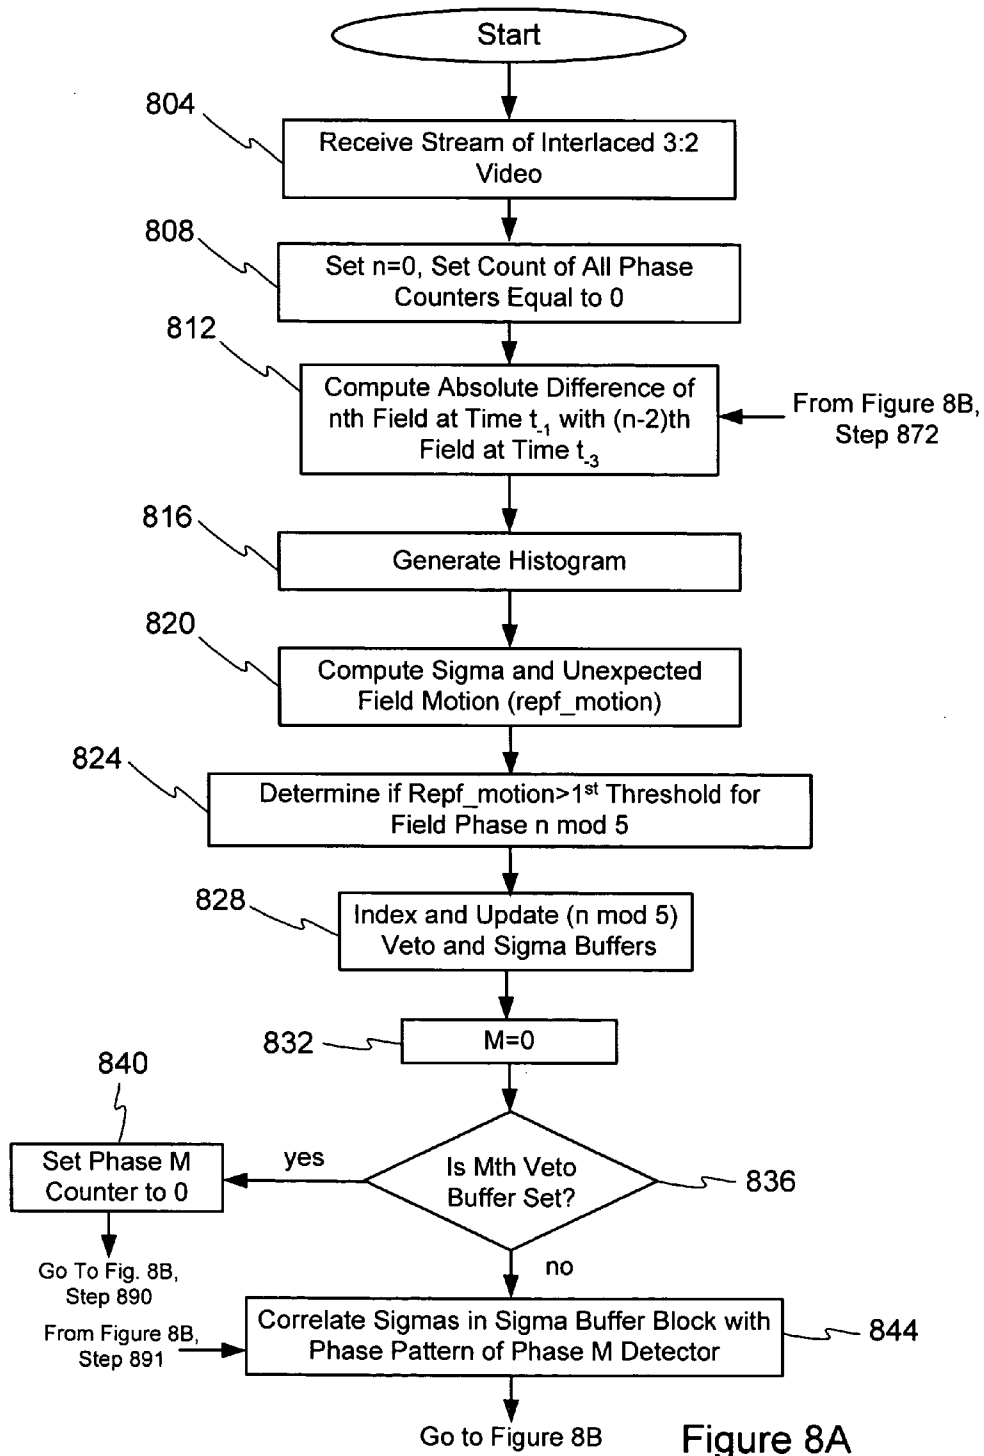 Start
804
Receive Stream of Interlaced 3:2
Video
808
Set n=0, Set Count of All Phase
Counters Equal to 0
812
Compute Absolute Difference of
nth Field at Time t-1 with (n-2)th
Field at Time t-3
From Figure 8B,
Step 872
816
Generate Histogram
820
Compute Sigma and Unexpected
Field Motion (repf_motion)
824
Determine if Repf_motion>1st Threshold for
Field Phase n mod 5
828
Index and Update (n mod 5)
Veto and Sigma Buffers
832
M=0
840
Set Phase M
Counter to 0
yes
Is Mth Veto
Buffer Set?
836
Go To Fig. 8B,
Step 890
no
From Figure 8B,
Step 891
Correlate Sigmas in Sigma Buffer Block with
Phase Pattern of Phase M Detector
844
Go to Figure 8B
Figure 8A